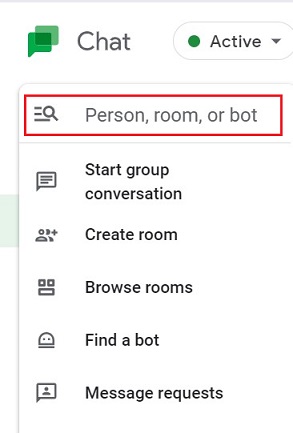 Chat
Active
Person, room, or bot
Start group
conversation
Create room
Browse rooms
Find a bot
Message requests